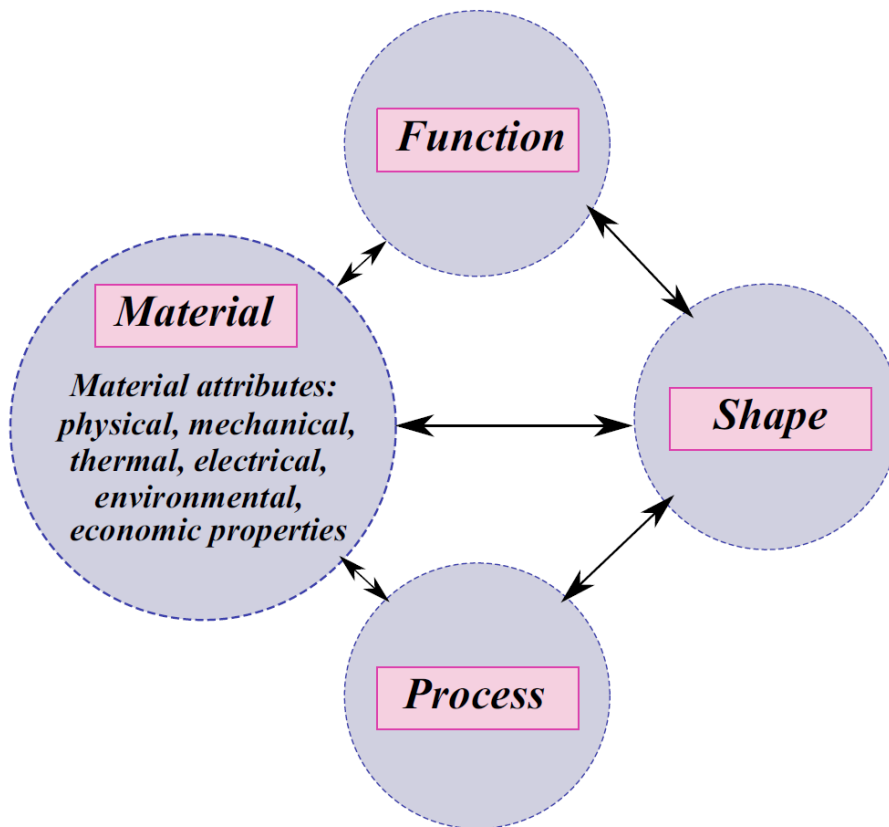 Function
Material
Material attributes:
physical, mechanical,
thermal, electrical,
environmental,
economic properties
Shape
Process